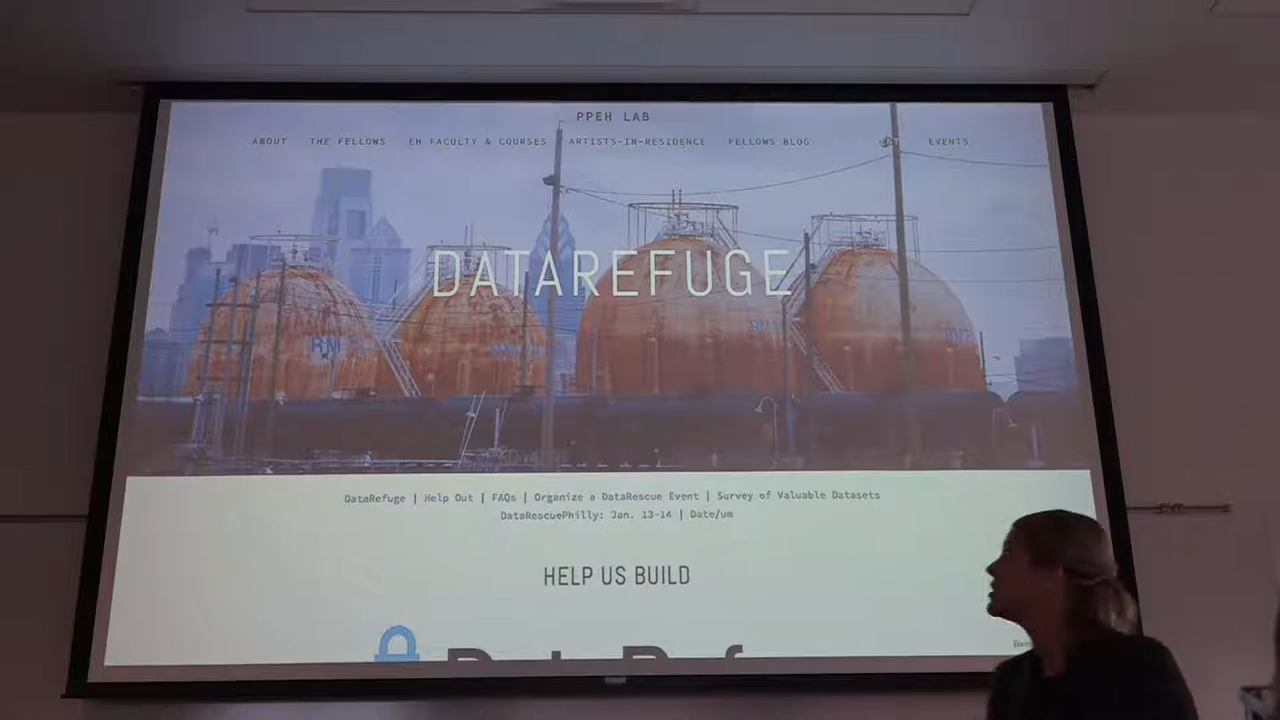 PPEH LAB
ABOUT THE FELLOWS EH FACULTY & COURSES ARTISTS-IN-RESIDENCE FELLOWS BLOG EVENTS
DATAREFUGE
DataRefuge | Help Out | FAQs | Organize a DataRescue Event | Survey of Valuable Datasets
DataRescuePhilly: Jan. 13-14 | Date/um
HELP US BUILD